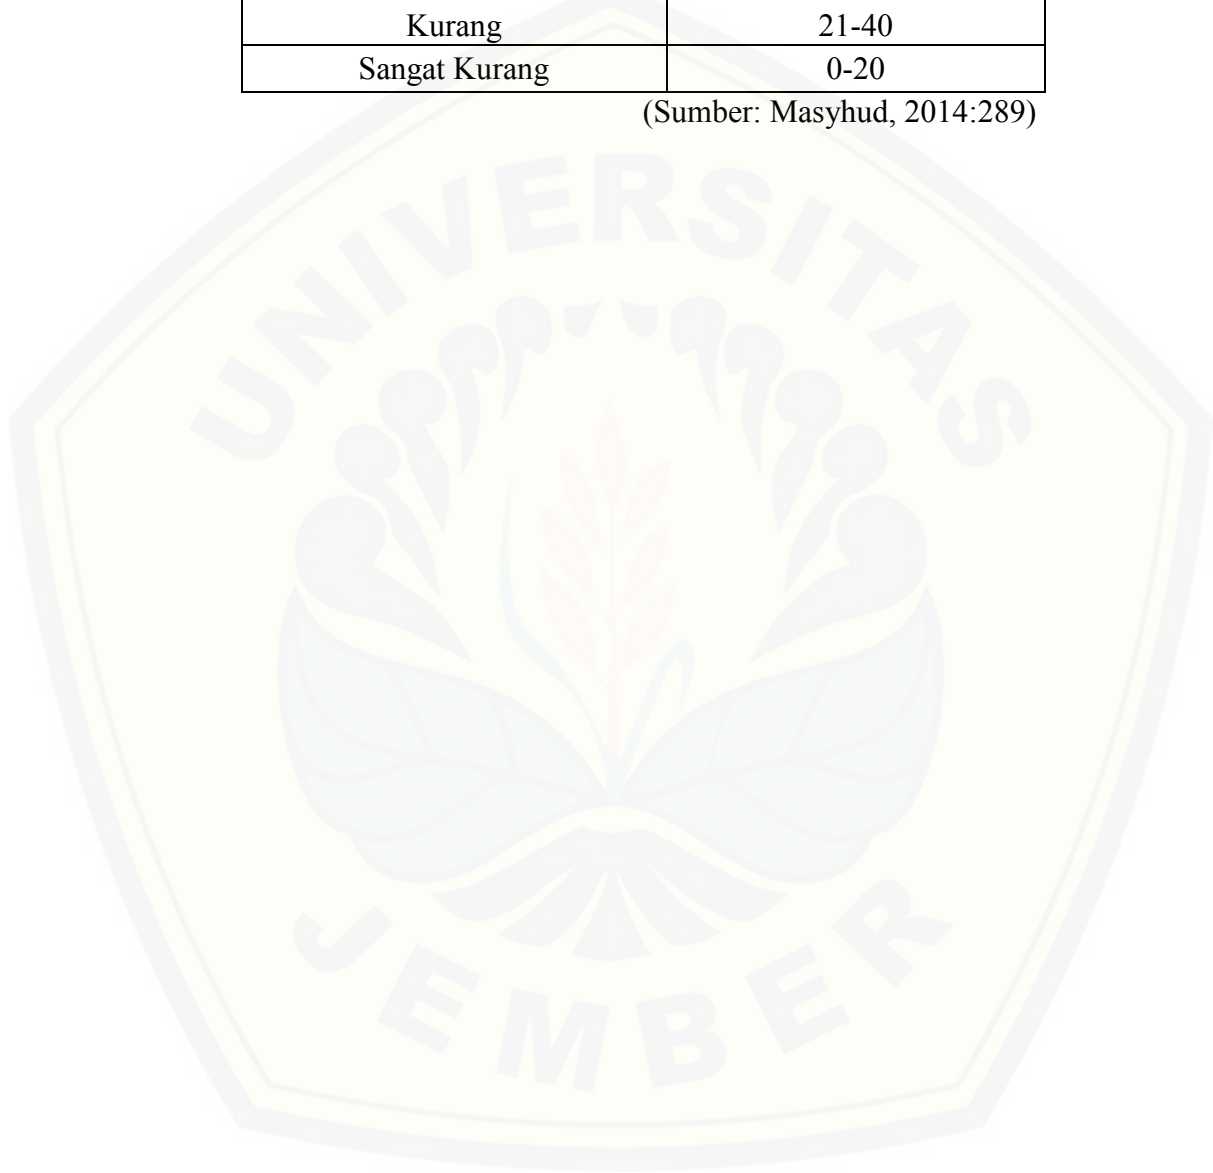 Kurang 21-40
Sangat Kurang 0-20
(Sumber: Masyhud, 2014:289)
UNIVERSITAS
JEMBER